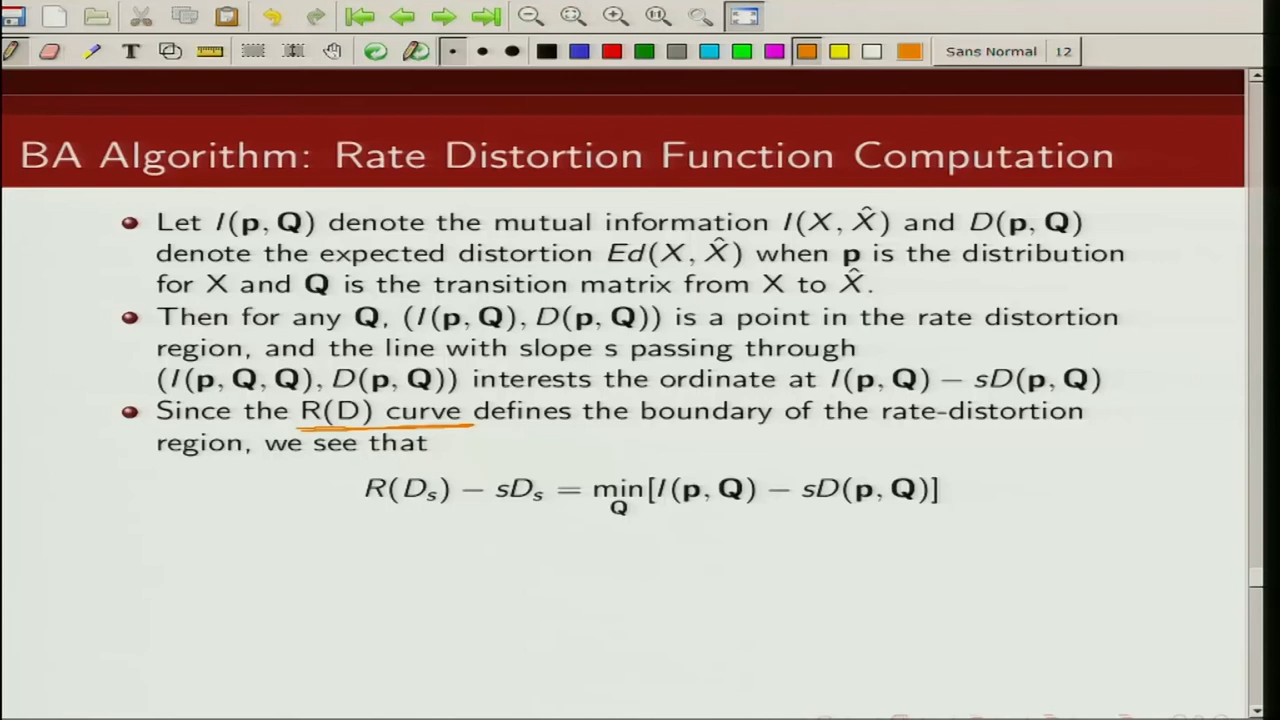 Sans Normal 12
BA Algorithm: Rate Distortion Function Computation
Let I(p, Q) denote the mutual information I(X, X̂) and D(p, Q)
denote the expected distortion Ed(X, X̂) when p is the distribution
for X and Q is the transition matrix from X to X̂.
Then for any Q, (I(p, Q), D(p, Q)) is a point in the rate distortion
region, and the line with slope s passing through
(I(p, Q, Q), D(p, Q)) interests the ordinate at I(p, Q) − sD(p, Q)
Since the R(D) curve defines the boundary of the rate-distortion
region, we see that
R(Dₛ) − sDₛ = min[I(p, Q) − sD(p, Q)]
Q